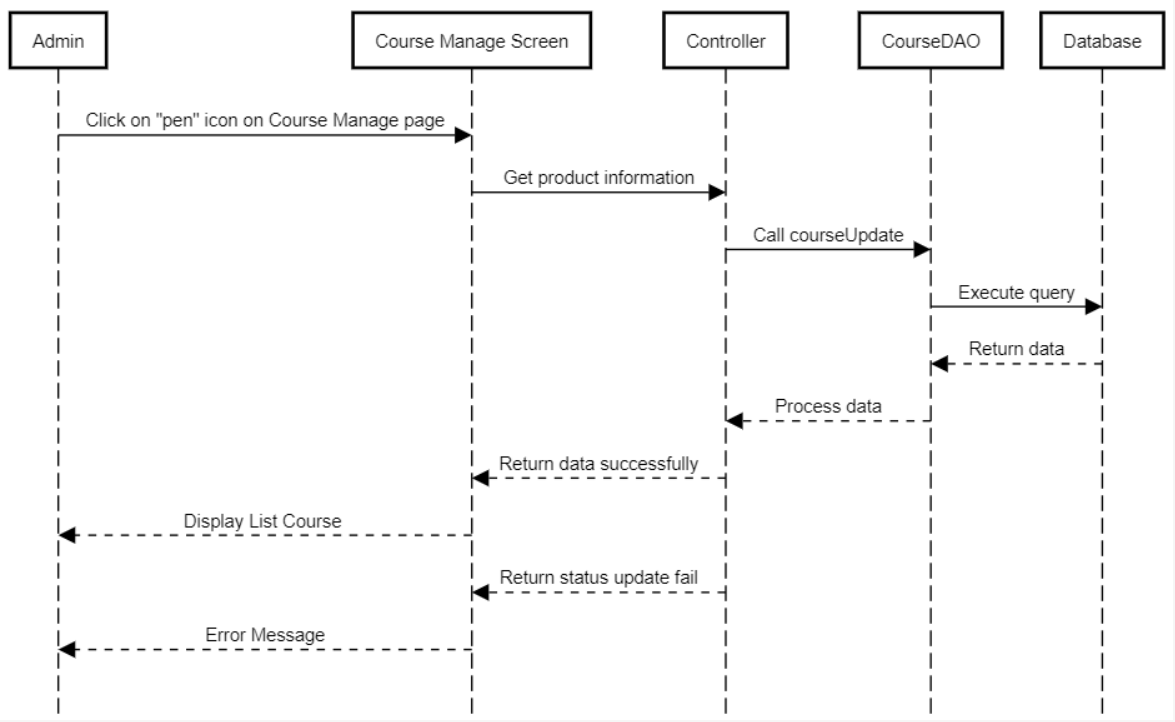 Admin
Course Manage Screen
Controller
CourseDAO
Database
Click on "pen" icon on Course Manage page
Get product information
Call courseUpdate
Execute query
Return data
Process data
Return data successfully
Display List Course
Return status update fail
Error Message